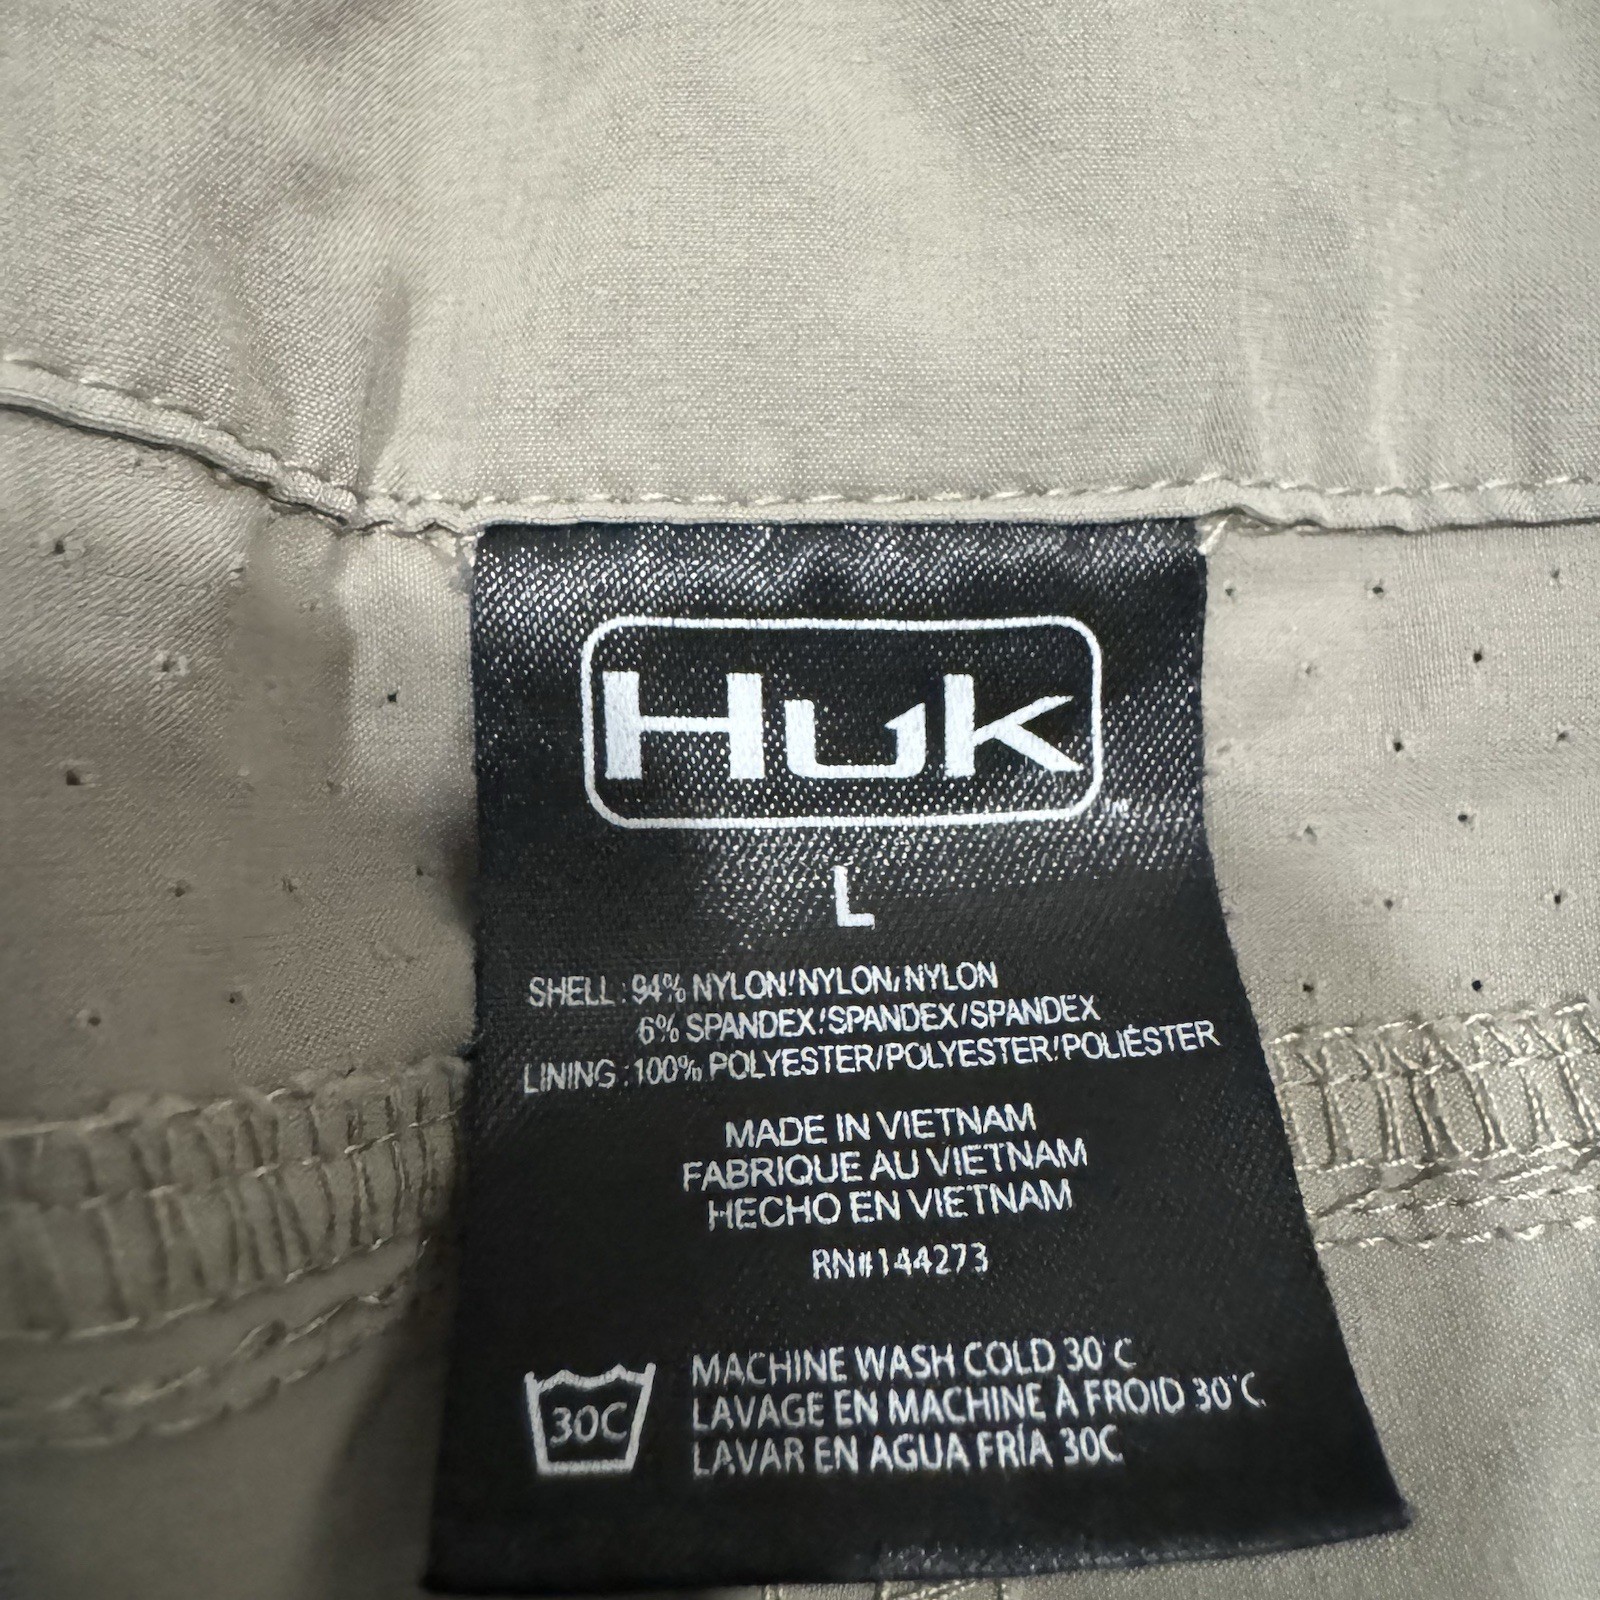 Huk
TM
L
SHELL : 94% NYLON/NYLON/NYLON
6% SPANDEX/SPANDEX/SPANDEX
LINING : 100% POLYESTER/POLYESTER/POLIÉSTER
MADE IN VIETNAM
FABRIQUE AU VIETNAM
HECHO EN VIETNAM
RN#144273
30C
MACHINE WASH COLD 30°C
LAVAGE EN MACHINE À FROID 30°C
LAVAR EN AGUA FRÍA 30C